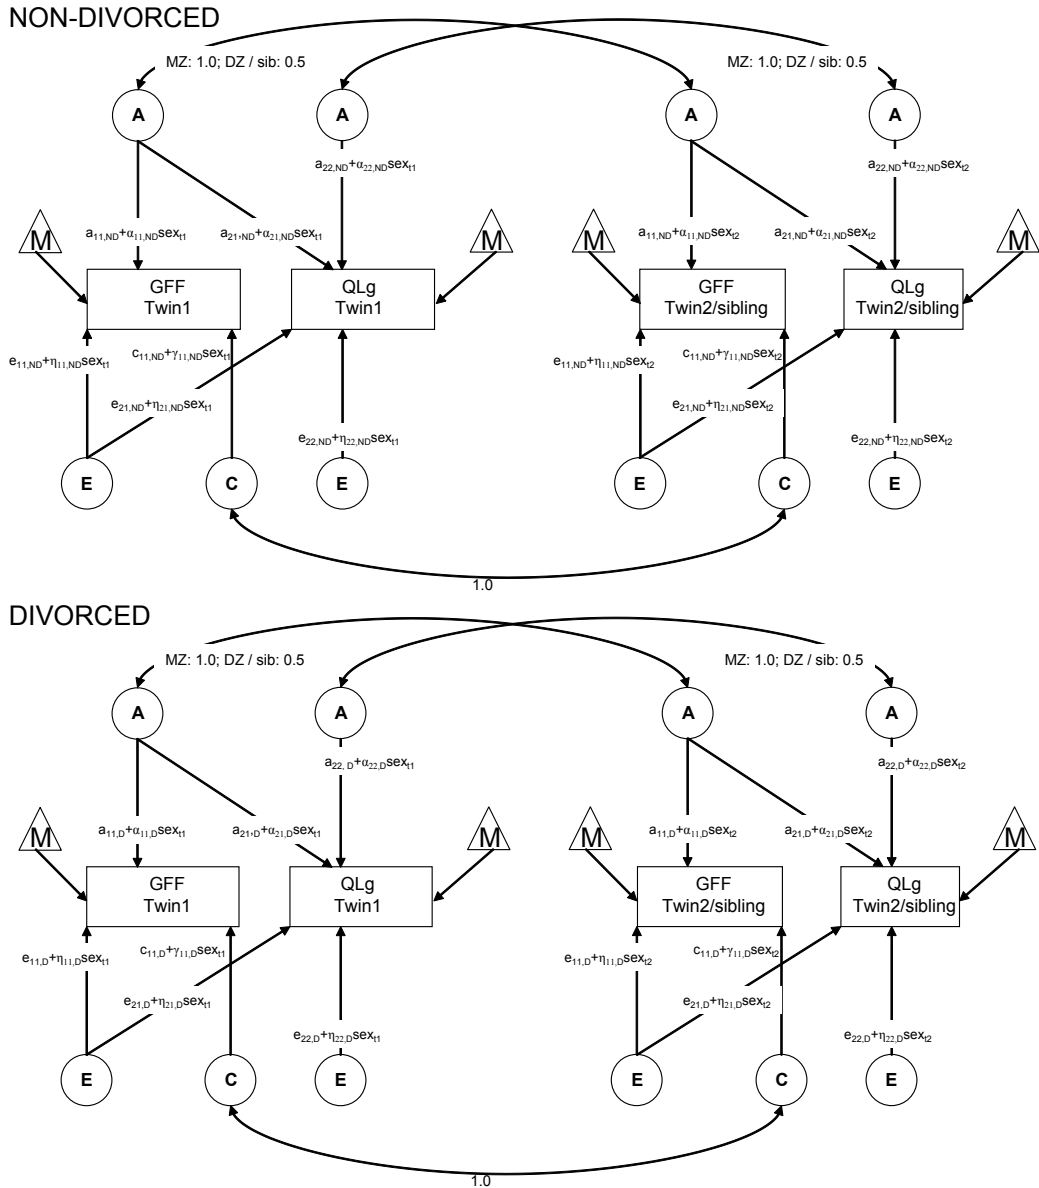 NON-DIVORCED
MZ: 1.0; DZ / sib: 0.5
MZ: 1.0; DZ / sib: 0.5
A
A
A
A
a22,ND+α22,NDsext1
a22,ND+α22,NDsext2
M
a11,ND+α11,NDsext1
a21,ND+α21,NDsext1
M
M
a11,ND+α11,NDsext2
a21,ND+α21,NDsext2
M
GFF
Twin1
QLg
Twin1
GFF
Twin2/sibling
QLg
Twin2/sibling
e11,ND+η11,NDsext1
c11,ND+γ11,NDsext1
e11,ND+η11,NDsext2
c11,ND+γ11,NDsext2
e21,ND+η21,NDsext1
e21,ND+η21,NDsext2
e22,ND+η22,NDsext1
e22,ND+η22,NDsext2
E
C
E
E
C
E
1.0
DIVORCED
MZ: 1.0; DZ / sib: 0.5
MZ: 1.0; DZ / sib: 0.5
A
A
A
A
a22, D+α22,Dsext1
a22,D+α22,Dsext2
M
a11,D+α11,Dsext1
a21,D+α21,Dsext1
M
M
a11,D+α11,Dsext2
a21,D+α21,Dsext2
M
GFF
Twin1
QLg
Twin1
GFF
Twin2/sibling
QLg
Twin2/sibling
e11,D+η11,Dsext1
c11,D+γ11,Dsext1
e11,D+η11,Dsext2
c11,D+γ11,Dsext2
e21,D+η21,Dsext1
e21,D+η21,Dsext2
e22,D+η22,Dsext1
e22,D+η22,Dsext2
E
C
E
E
C
E
1.0